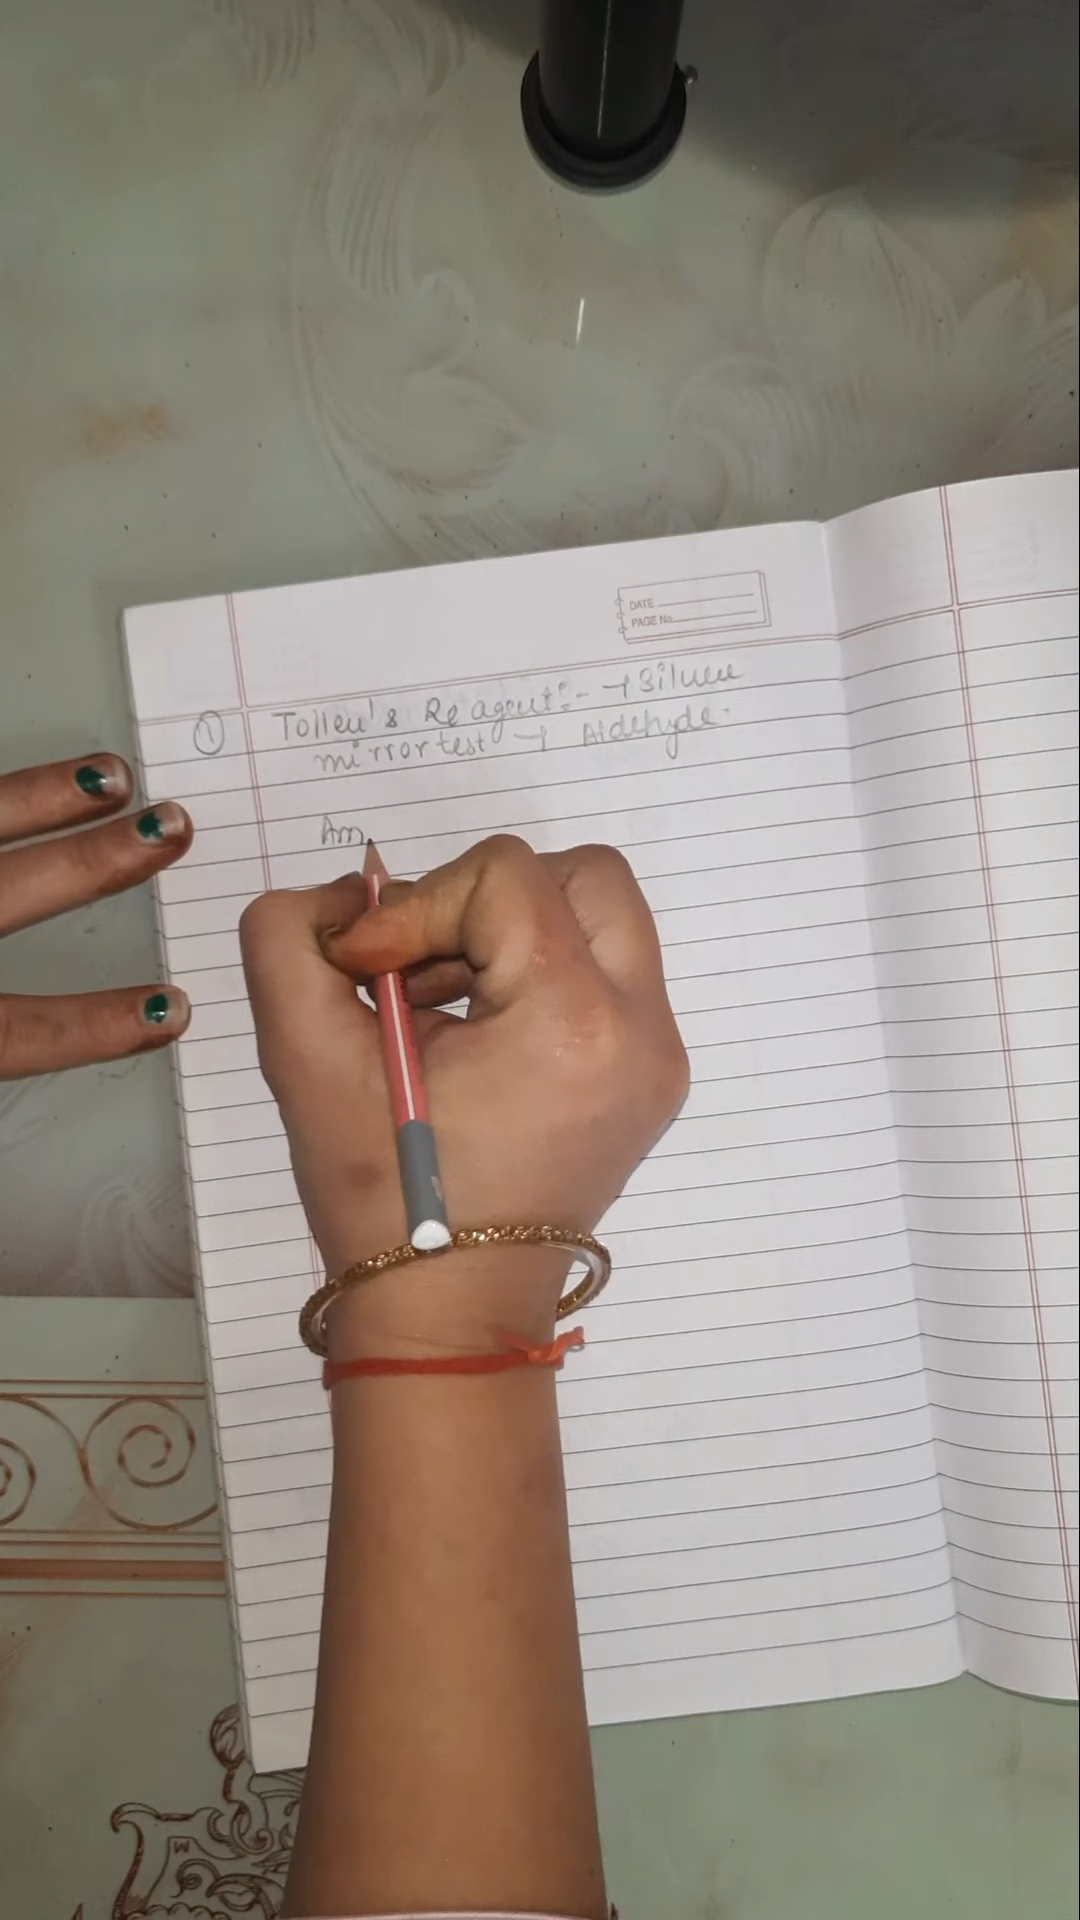 DATE
PAGE No.
① Tollen's Reagent:- → Silver
mirror test → Aldehyde.
Am